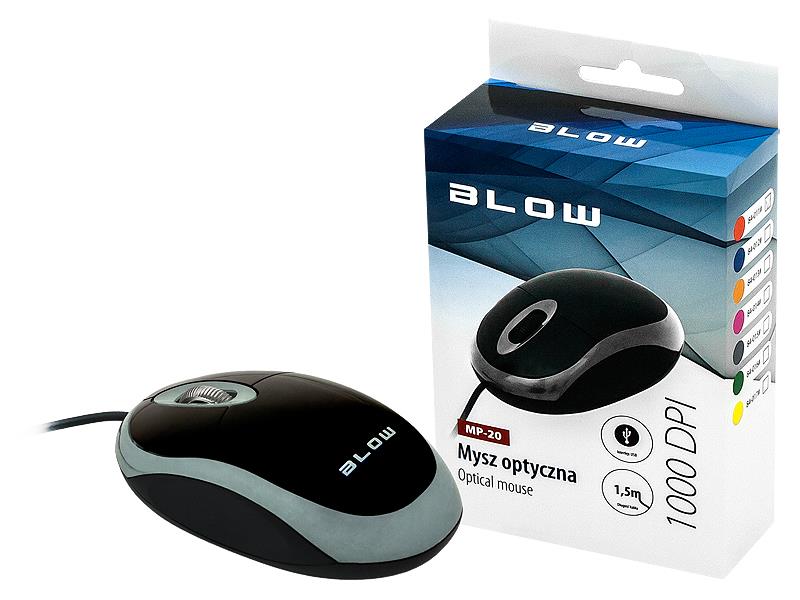 BLOW
BLOW
MP-20
Mysz optyczna
Optical mouse
1,5m
1000 DPI
BLOW